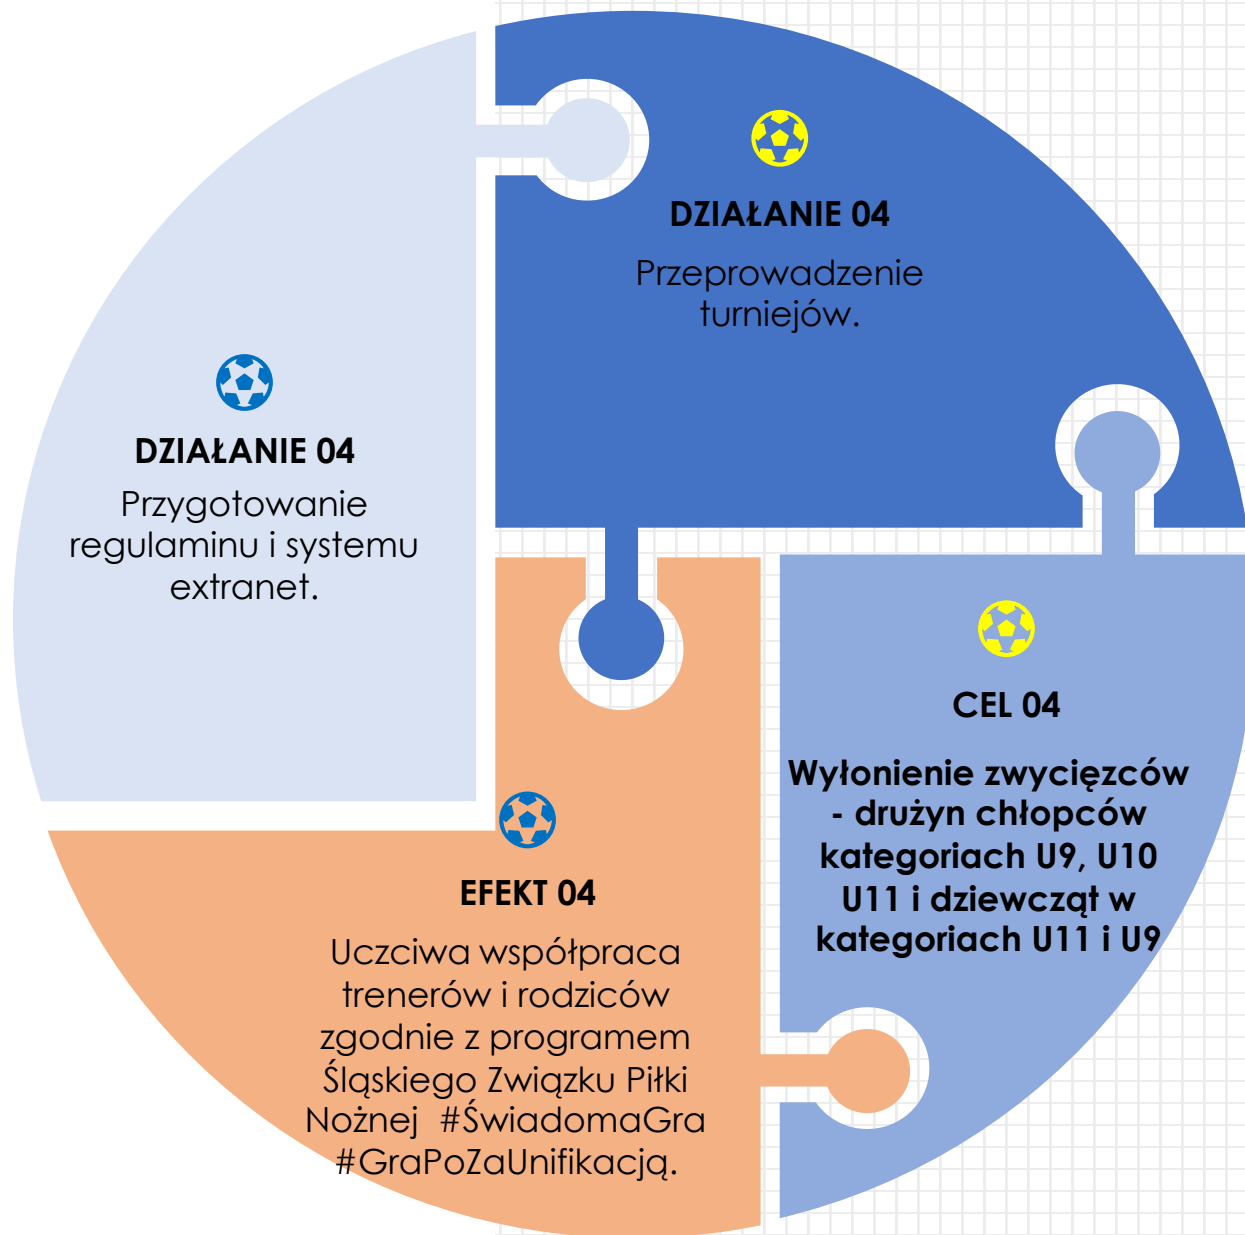 DZIAŁANIE 04
Przeprowadzenie
turniejów.
DZIAŁANIE 04
Przygotowanie
regulaminu i systemu
extranet.
CEL 04
Wyłonienie zwycięzców
- drużyn chłopców
kategoriach U9, U10
U11 i dziewcząt w
kategoriach U11 i U9
EFEKT 04
Uczciwa współpraca
trenerów i rodziców
zgodnie z programem
Śląskiego Związku Piłki
Nożnej  #ŚwiadomaGra
#GraPoZaUnifikacją.